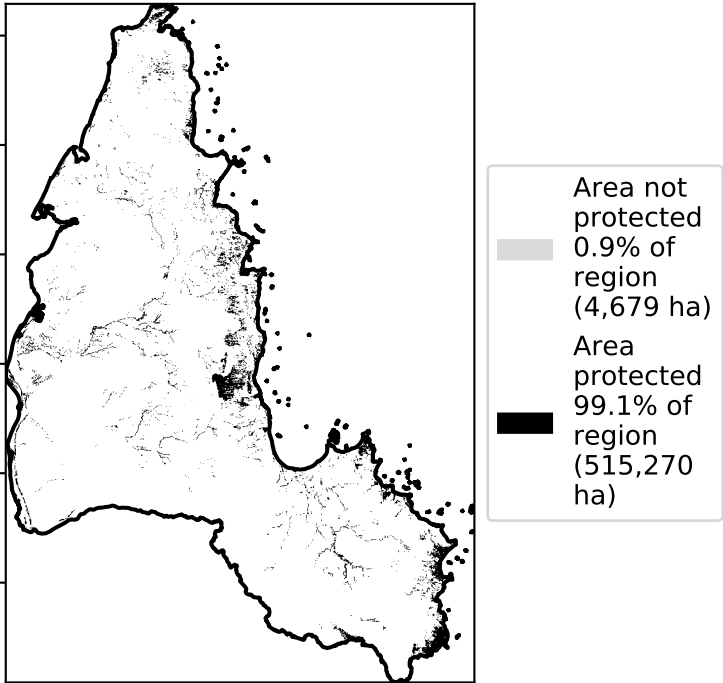 Area not
protected
0.9% of
region
(4,679 ha)
Area
protected
99.1% of
region
(515,270
ha)